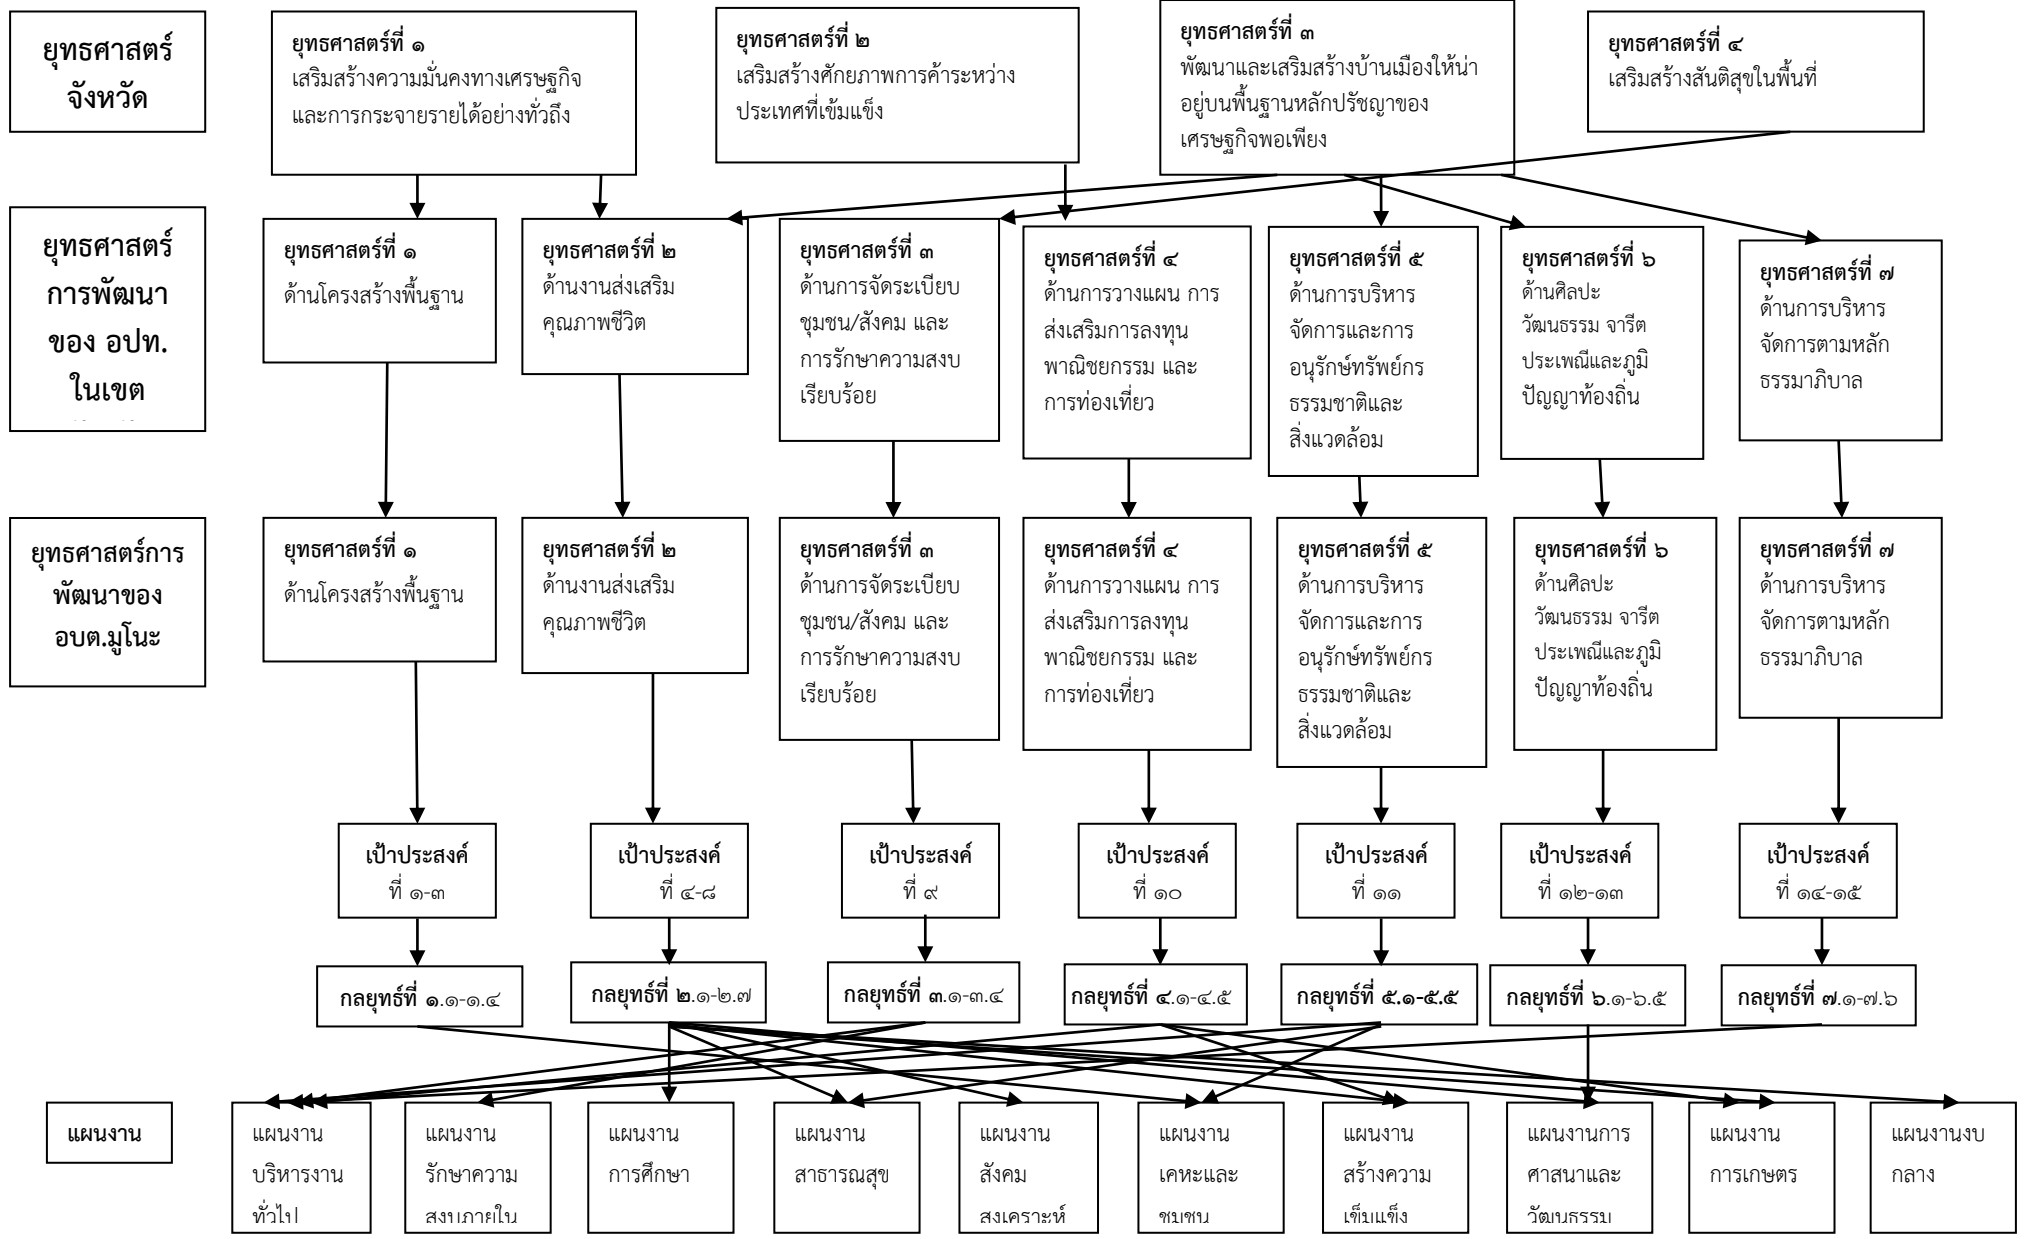 ยุทธศาสตร์
จังหวัด
ยุทธศาสตร์ที่ ๑
เสริมสร้างความมั่นคงทางเศรษฐกิจ
และการกระจายรายได้อย่างทั่วถึง
ยุทธศาสตร์ที่ ๒
เสริมสร้างศักยภาพการค้าระหว่าง
ประเทศที่เข้มแข็ง
ยุทธศาสตร์ที่ ๓
พัฒนาและเสริมสร้างบ้านเมืองให้น่า
อยู่บนพื้นฐานหลักปรัชญาของ
เศรษฐกิจพอเพียง
ยุทธศาสตร์ที่ ๔
เสริมสร้างสันติสุขในพื้นที่
ยุทธศาสตร์
การพัฒนา
ของ อปท.
ในเขต
ยุทธศาสตร์ที่ ๑
ด้านโครงสร้างพื้นฐาน
ยุทธศาสตร์ที่ ๒
ด้านงานส่งเสริม
คุณภาพชีวิต
ยุทธศาสตร์ที่ ๓
ด้านการจัดระเบียบ
ชุมชน/สังคม และ
การรักษาความสงบ
เรียบร้อย
ยุทธศาสตร์ที่ ๔
ด้านการวางแผน การ
ส่งเสริมการลงทุน
พาณิชยกรรม และ
การท่องเที่ยว
ยุทธศาสตร์ที่ ๕
ด้านการบริหาร
จัดการและการ
อนุรักษ์ทรัพย์กร
ธรรมชาติและ
สิ่งแวดล้อม
ยุทธศาสตร์ที่ ๖
ด้านศิลปะ
วัฒนธรรม จารีต
ประเพณีและภูมิ
ปัญญาท้องถิ่น
ยุทธศาสตร์ที่ ๗
ด้านการบริหาร
จัดการตามหลัก
ธรรมาภิบาล
ยุทธศาสตร์การ
พัฒนาของ
อบต.มูโนะ
ยุทธศาสตร์ที่ ๑
ด้านโครงสร้างพื้นฐาน
ยุทธศาสตร์ที่ ๒
ด้านงานส่งเสริม
คุณภาพชีวิต
ยุทธศาสตร์ที่ ๓
ด้านการจัดระเบียบ
ชุมชน/สังคม และ
การรักษาความสงบ
เรียบร้อย
ยุทธศาสตร์ที่ ๔
ด้านการวางแผน การ
ส่งเสริมการลงทุน
พาณิชยกรรม และ
การท่องเที่ยว
ยุทธศาสตร์ที่ ๕
ด้านการบริหาร
จัดการและการ
อนุรักษ์ทรัพย์กร
ธรรมชาติและ
สิ่งแวดล้อม
ยุทธศาสตร์ที่ ๖
ด้านศิลปะ
วัฒนธรรม จารีต
ประเพณีและภูมิ
ปัญญาท้องถิ่น
ยุทธศาสตร์ที่ ๗
ด้านการบริหาร
จัดการตามหลัก
ธรรมาภิบาล
เป้าประสงค์
ที่ ๑-๓
เป้าประสงค์
ที่ ๔-๘
เป้าประสงค์
ที่ ๙
เป้าประสงค์
ที่ ๑๐
เป้าประสงค์
ที่ ๑๑
เป้าประสงค์
ที่ ๑๒-๑๓
เป้าประสงค์
ที่ ๑๔-๑๕
กลยุทธ์ที่ ๑.๑-๑.๔
กลยุทธ์ที่ ๒.๑-๒.๗
กลยุทธ์ที่ ๓.๑-๓.๔
กลยุทธ์ที่ ๔.๑-๔.๕
กลยุทธ์ที่ ๕.๑-๕.๕
กลยุทธ์ที่ ๖.๑-๖.๕
กลยุทธ์ที่ ๗.๑-๗.๖
แผนงาน
แผนงาน
บริหารงาน
ทั่วไป
แผนงาน
รักษาความ
สงบภายใน
แผนงาน
การศึกษา
แผนงาน
สาธารณสุข
แผนงาน
สังคม
สงเคราะห์
แผนงาน
เคหะและ
ชุมชน
แผนงาน
สร้างความ
เข้มแข็ง
แผนงานการ
ศาสนาและ
วัฒนธรรม
แผนงาน
การเกษตร
แผนงานงบ
กลาง